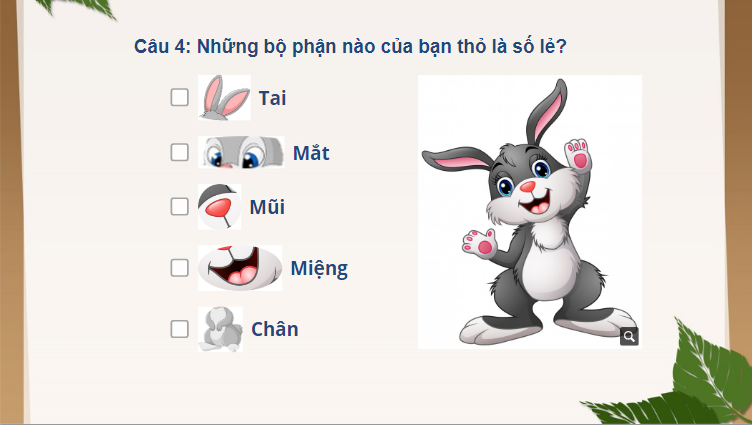 Câu 4: Những bộ phận nào của bạn thỏ là số lẻ?
Tai
Mắt
Mũi
Miệng
Chân